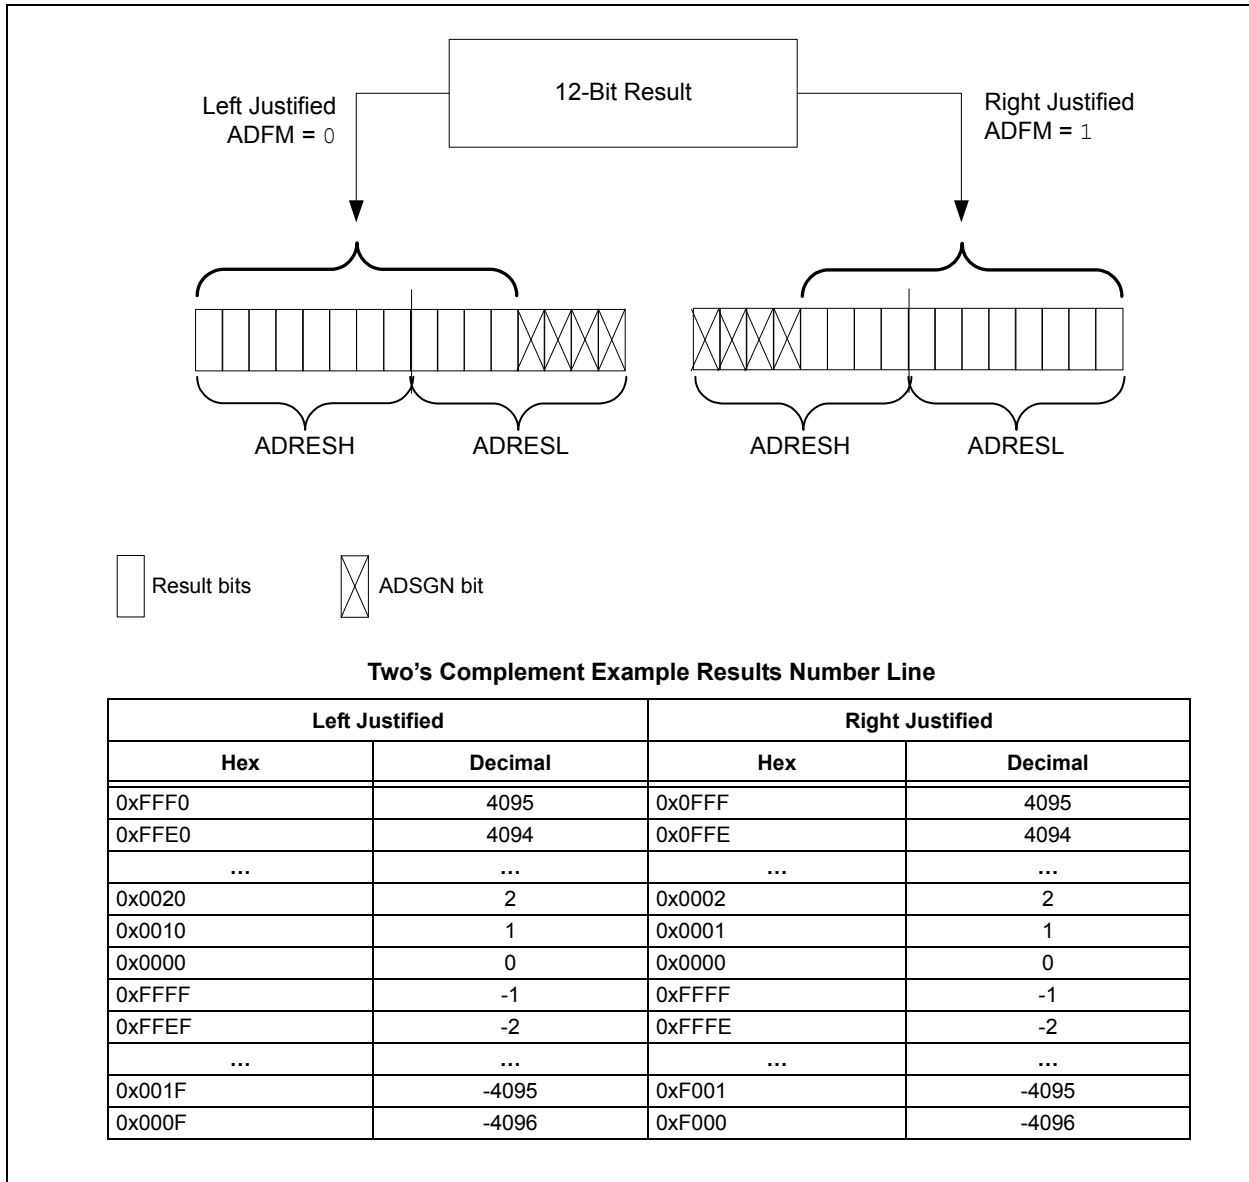 12-Bit Result
Left Justified
ADFM = 0
Right Justified
ADFM = 1
ADRESH ADRESL ADRESH ADRESL
Result bits ADSGN bit
Two's Complement Example Results Number Line
Left Justified Right Justified
Hex Decimal Hex Decimal
0xFFF0 4095 0x0FFF 4095
0xFFE0 4094 0x0FFE 4094
... ... ... ...
0x0020 2 0x0002 2
0x0010 1 0x0001 1
0x0000 0 0x0000 0
0xFFFF -1 0xFFFF -1
0xFFEF -2 0xFFFE -2
... ... ... ...
0x001F -4095 0xF001 -4095
0x000F -4096 0xF000 -4096